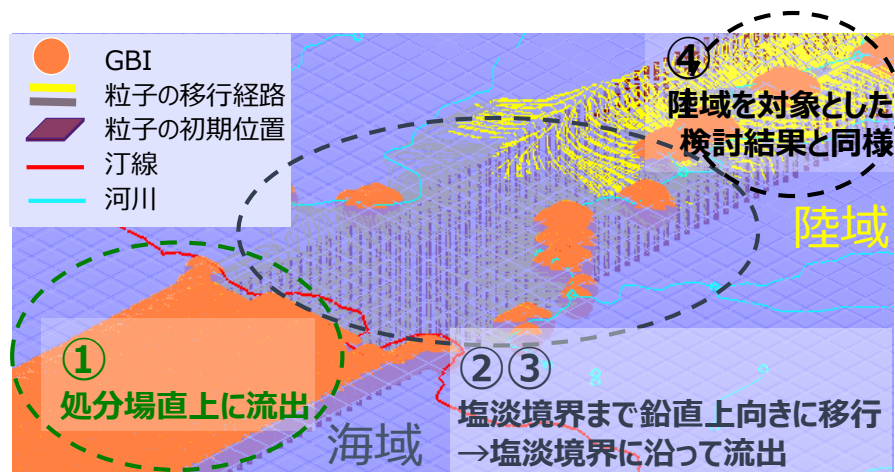 GBI
粒子の移行経路
粒子の初期位置
汀線
河川
④
陸域を対象とした
検討結果と同様
陸域
①
処分場直上に流出
②③
塩淡境界まで鉛直上向きに移行
→塩淡境界に沿って流出
海域